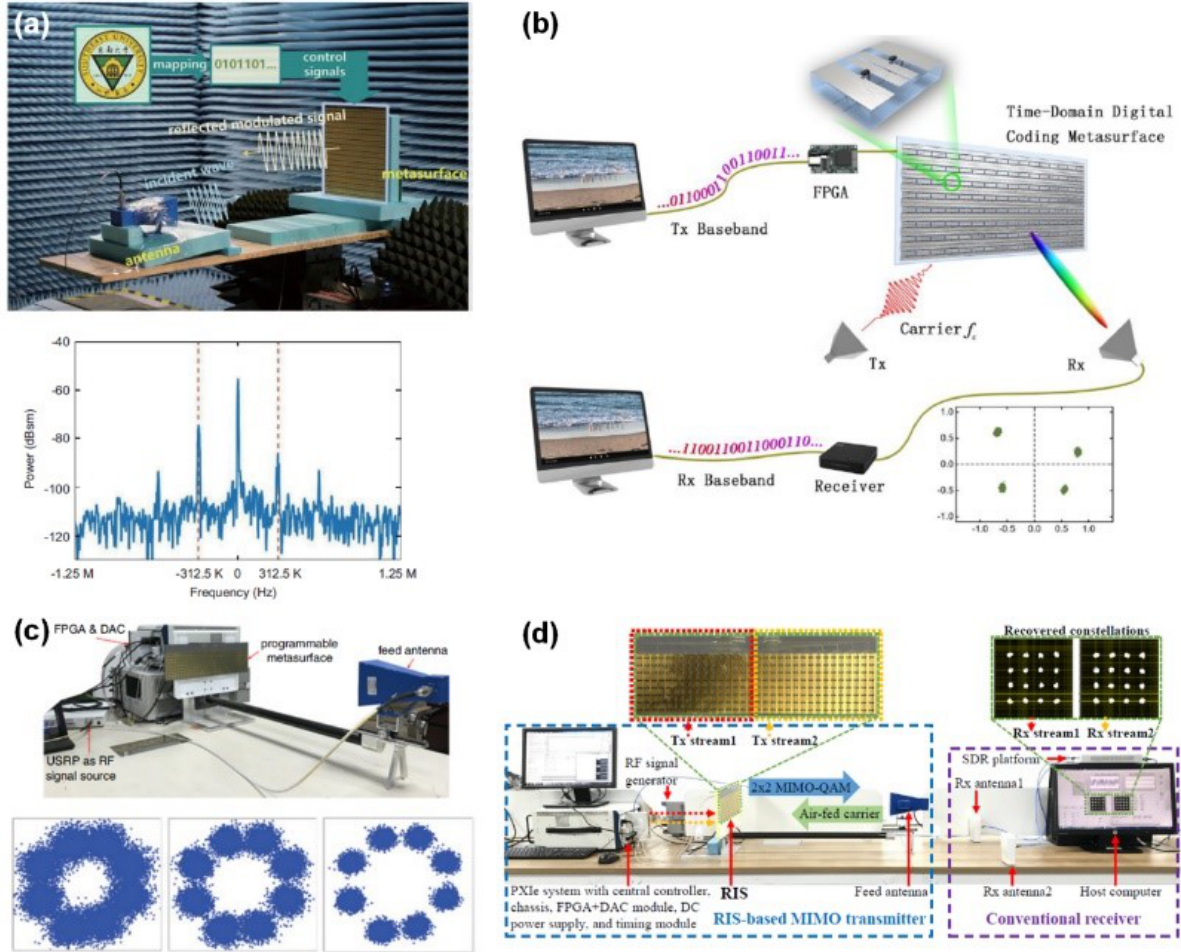 (a)
SOUTHEAST UNIVERSITY
mapping
0101101...
control
signals
reflected modulated signal
incident wave
metasurface
antenna
-40
-60
-80
-100
-120
Power (dBsm)
-1.25 M
-312.5 K
0
312.5 K
1.25 M
Frequency (Hz)
(b)
Time-Domain Digital
Coding Metasurface
...01100011001100110011...
FPGA
Tx Baseband
Carrier fc
Tx
Rx
...1100110011000110...
Rx Baseband
Receiver
1.0
0.5
0.0
-0.5
-1.0
-1.0
-0.5
0.0
0.5
1.0
(c)
FPGA & DAC
programmable
metasurface
feed antenna
USRP as RF
signal source
(d)
Recovered constellations
Tx stream1
Tx stream2
Rx stream1
Rx stream2
RF signal
generator
2x2 MIMO-QAM
Air-fed carrier
SDR platform
Rx antenna1
PXIe system with central controller,
chassis, FPGA+DAC module, DC
power supply, and timing module
RIS
Feed antenna
RIS-based MIMO transmitter
Rx antenna2
Host computer
Conventional receiver